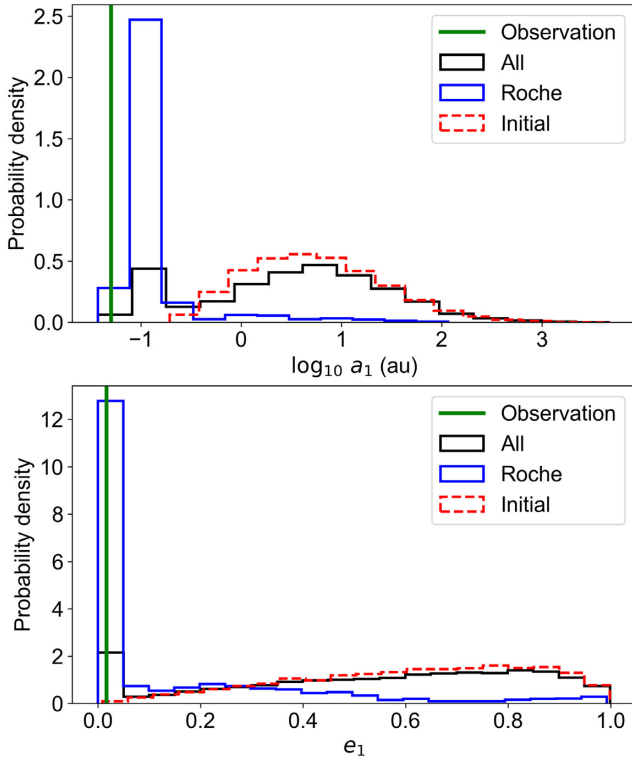 2.5
2.0
1.5
1.0
0.5
0.0
Probability density
Observation
All
Roche
Initial
−1 0 1 2 3
log₁₀ a₁ (au)
12
10
8
6
4
2
0
Probability density
Observation
All
Roche
Initial
0.0 0.2 0.4 0.6 0.8 1.0
e₁